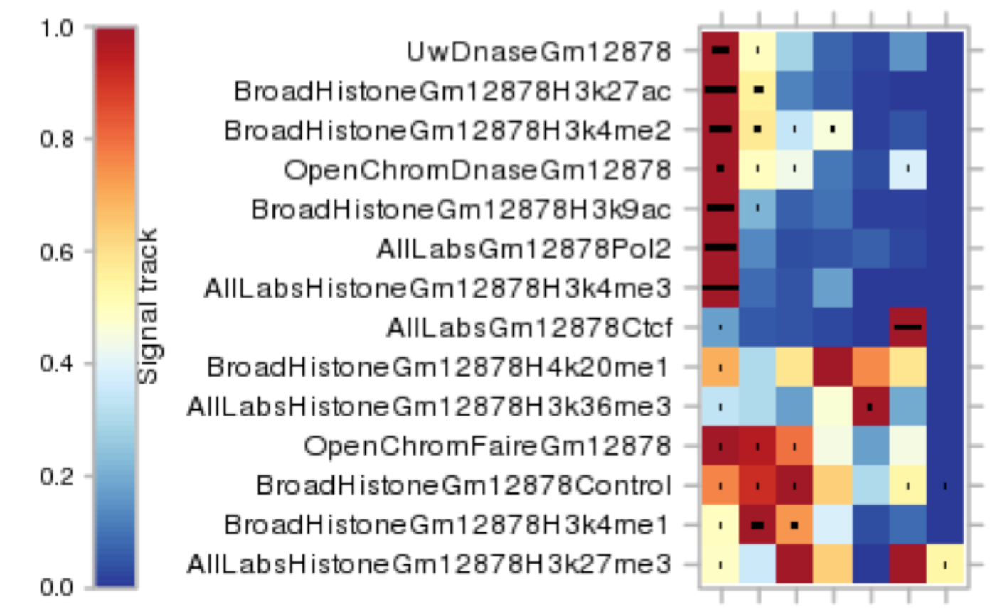 1.0
0.8
0.6
0.4
0.2
0.0
Signal track
UwDnaseGm12878
BroadHistoneGm12878H3k27ac
BroadHistoneGm12878H3k4me2
OpenChromDnaseGm12878
BroadHistoneGm12878H3k9ac
AllLabsGm12878Pol2
AllLabsHistoneGm12878H3k4me3
AllLabsGm12878Ctcf
BroadHistoneGm12878H4k20me1
AllLabsHistoneGm12878H3k36me3
OpenChromFaireGm12878
BroadHistoneGm12878Control
BroadHistoneGm12878H3k4me1
AllLabsHistoneGm12878H3k27me3